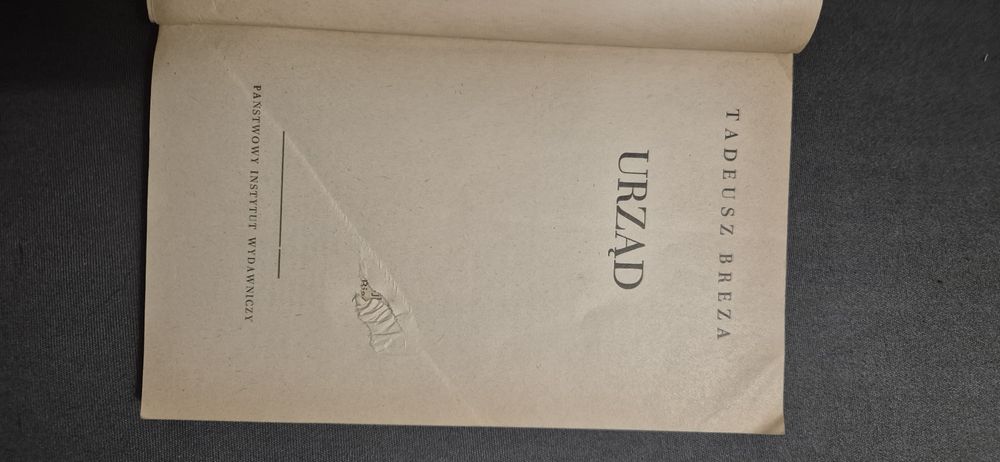 TADEUSZ BREZA
URZĄD
PAŃSTWOWY INSTYTUT WYDAWNICZY